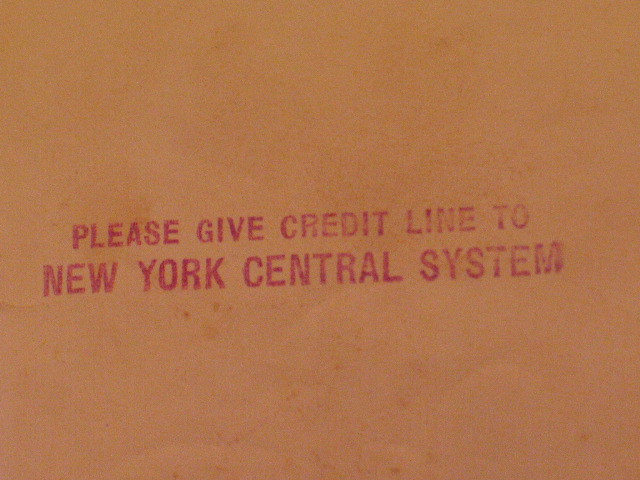 PLEASE GIVE CREDIT LINE TO
NEW YORK CENTRAL SYSTEM